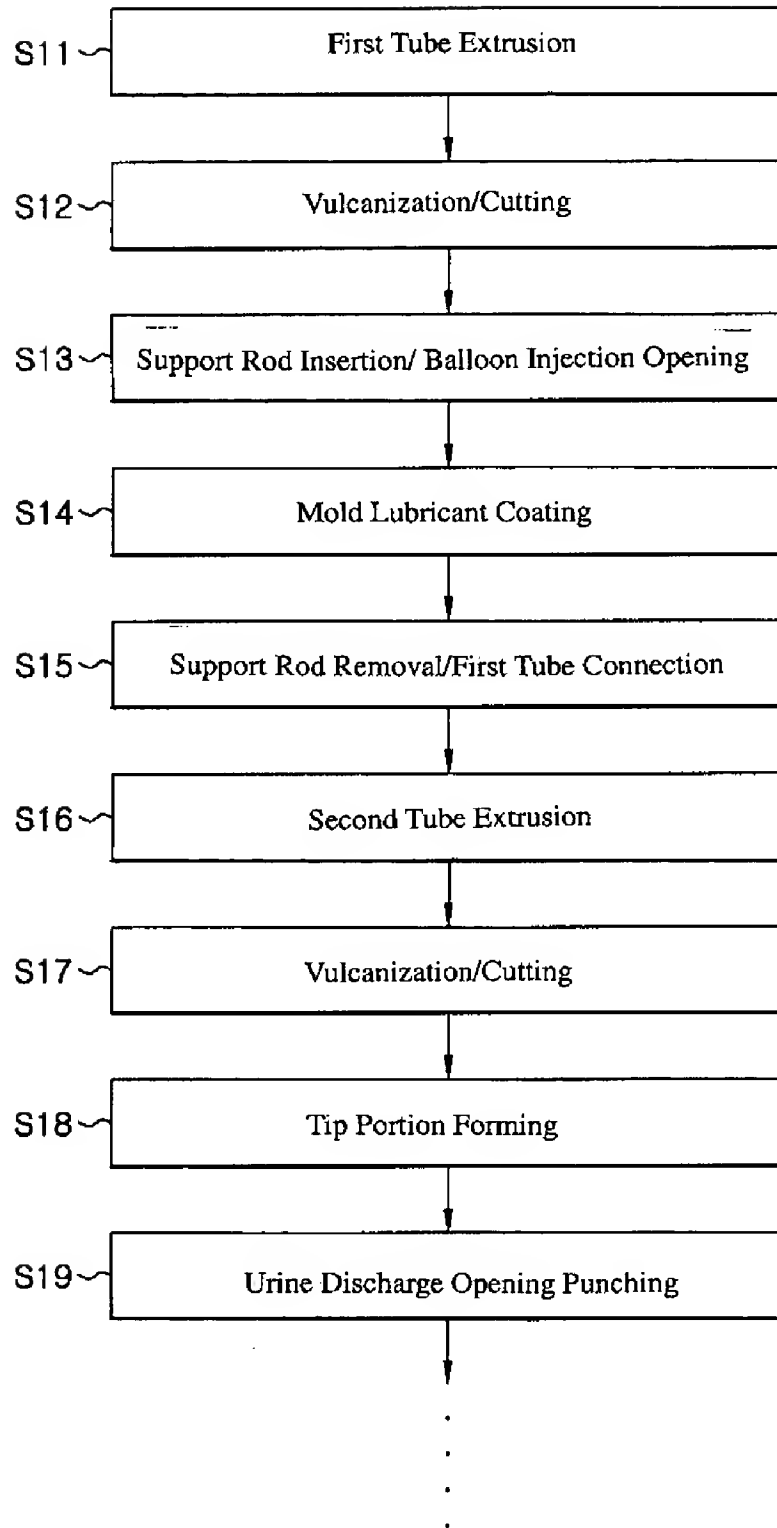 S11 First Tube Extrusion
S12 Vulcanization/Cutting
S13 Support Rod Insertion/ Balloon Injection Opening
S14 Mold Lubricant Coating
S15 Support Rod Removal/First Tube Connection
S16 Second Tube Extrusion
S17 Vulcanization/Cutting
S18 Tip Portion Forming
S19 Urine Discharge Opening Punching